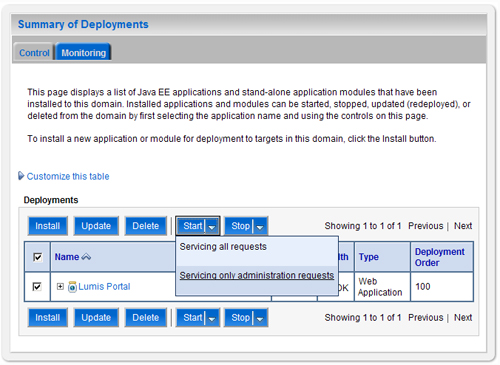 Summary of Deployments
Control Monitoring
This page displays a list of Java EE applications and stand-alone application modules that have been
installed to this domain. Installed applications and modules can be started, stopped, updated (redeployed), or
deleted from the domain by first selecting the application name and using the controls on this page.
To install a new application or module for deployment to targets in this domain, click the Install button.
Customize this table
Deployments
Install Update Delete Start Stop Showing 1 to 1 of 1 Previous | Next
Servicing all requests
Servicing only administration requests
Name lth Type Deployment
Order
Lumis Portal OK Web
Application 100
Install Update Delete Start Stop Showing 1 to 1 of 1 Previous | Next